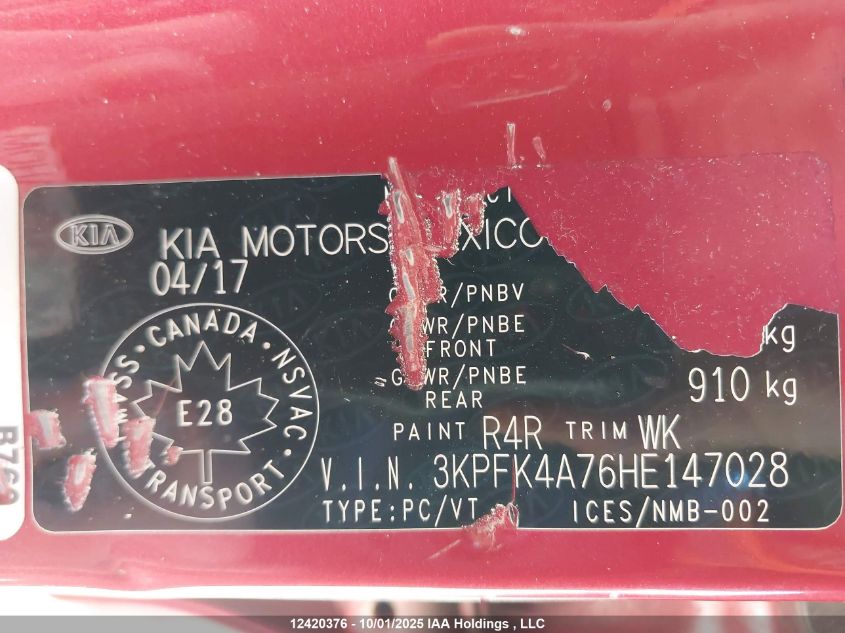 KIA
KIA MOTORS XICO
04/17
R/PNBV
WR/PNBE
FRONT
kg
G WR/PNBE
REAR
910 kg
CANADA
NSVAC
TRANSPORT
E28
PAINT R4R TRIM WK
V.I.N. 3KPFK4A76HE147028
TYPE:PC/VT ICES/NMB-002
12420376 - 10/01/2025 IAA Holdings , LLC